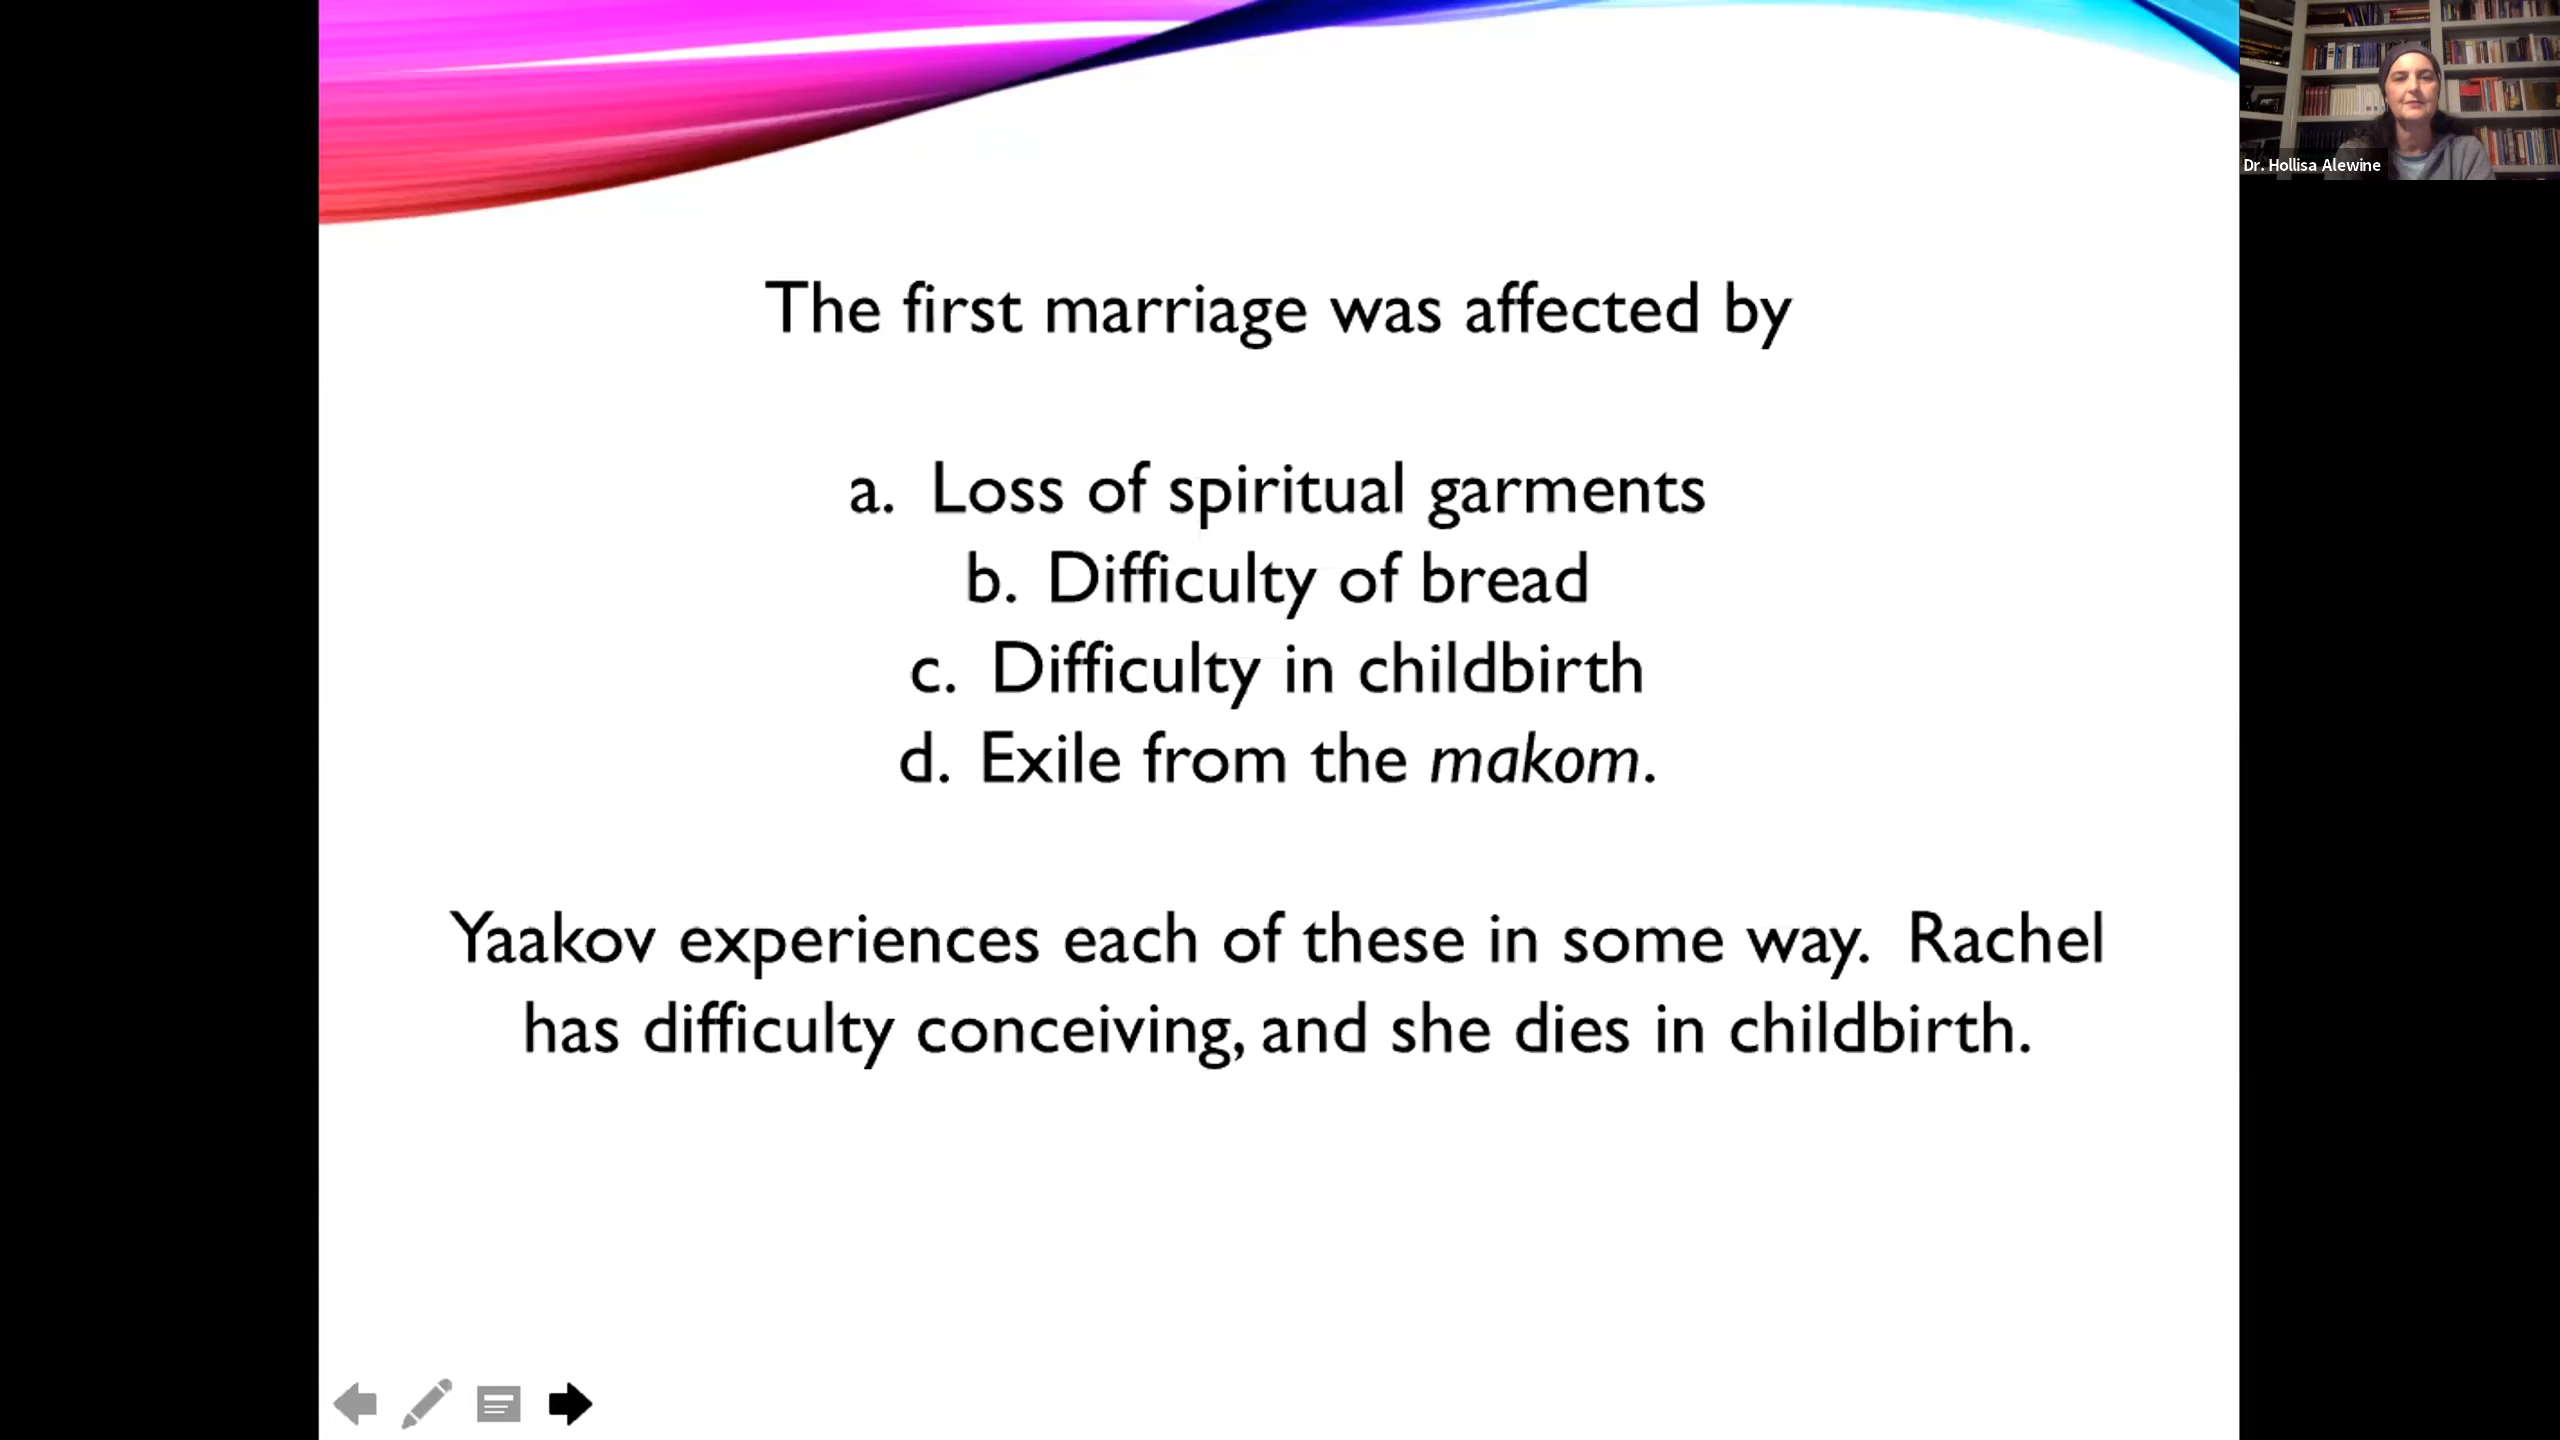 Dr. Hollisa Alewine
The first marriage was affected by
a. Loss of spiritual garments
b. Difficulty of bread
c. Difficulty in childbirth
d. Exile from the makom.
Yaakov experiences each of these in some way. Rachel
has difficulty conceiving, and she dies in childbirth.